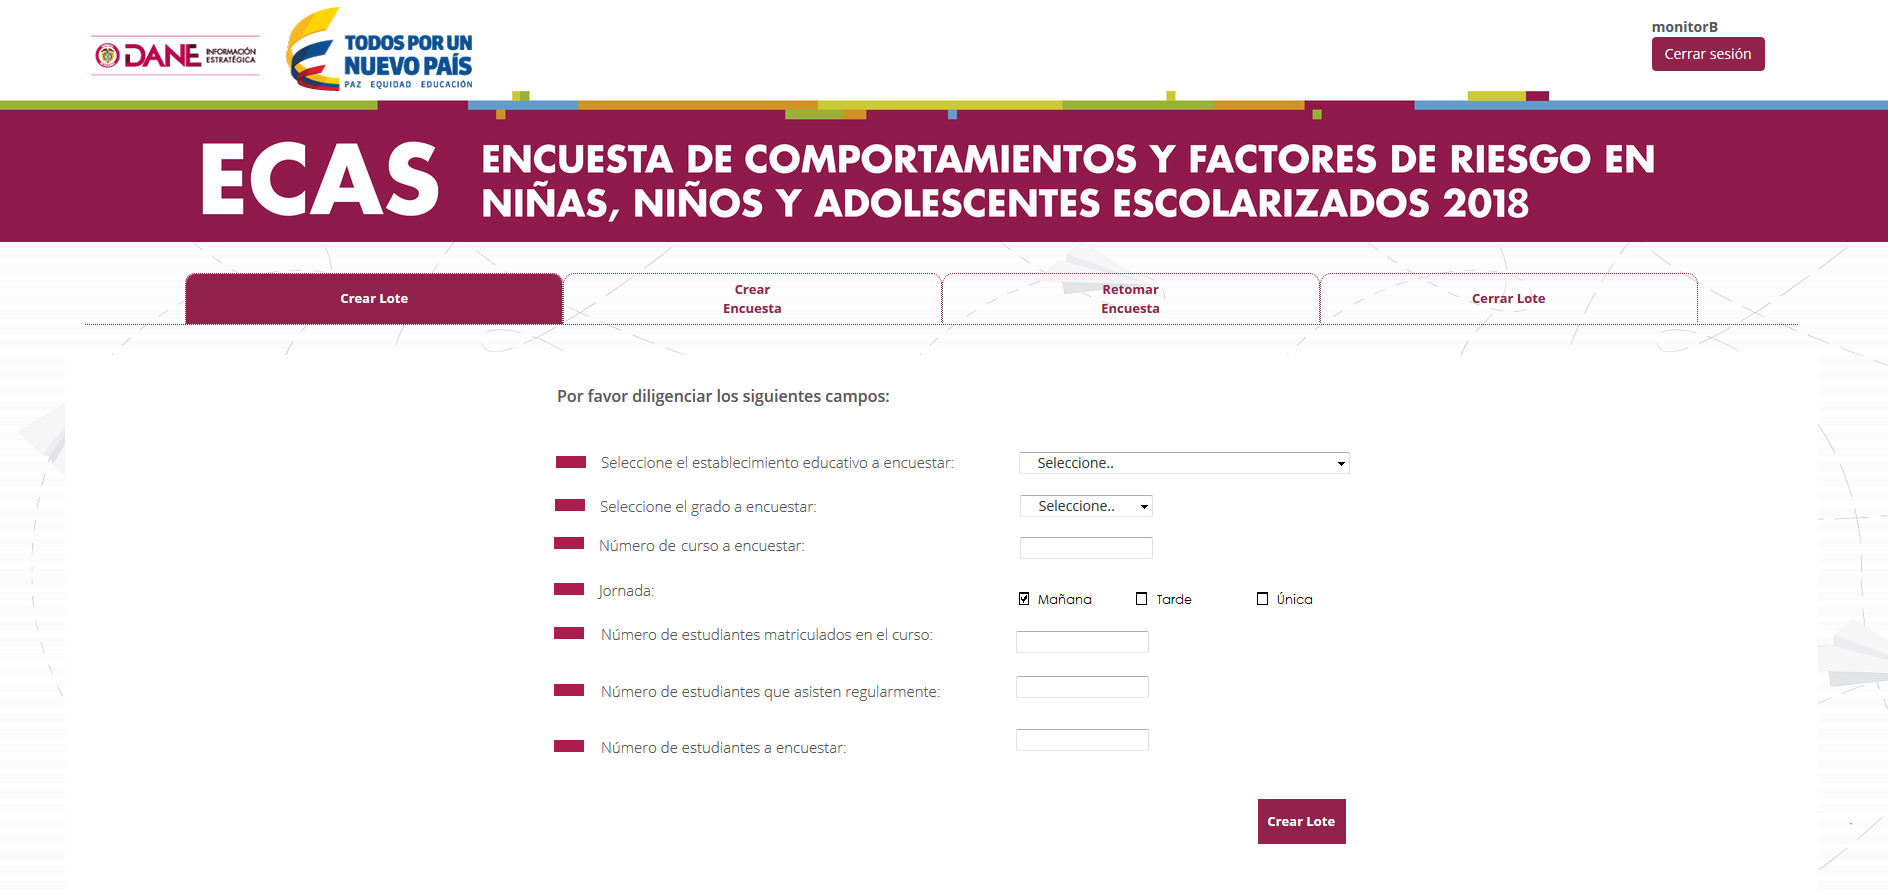 DANE INFORMACIÓN
ESTRATÉGICA
TODOS POR UN
NUEVO PAÍS
PAZ EQUIDAD EDUCACIÓN
monitorB
Cerrar sesión
ECAS ENCUESTA DE COMPORTAMIENTOS Y FACTORES DE RIESGO EN
NIÑAS, NIÑOS Y ADOLESCENTES ESCOLARIZADOS 2018
Crear Lote
Crear
Encuesta
Retomar
Encuesta
Cerrar Lote
Por favor diligenciar los siguientes campos:
Seleccione el establecimiento educativo a encuestar: Seleccione..
Seleccione el grado a encuestar: Seleccione..
Número de curso a encuestar:
Jornada: Mañana Tarde Única
Número de estudiantes matriculados en el curso:
Número de estudiantes que asisten regularmente:
Número de estudiantes a encuestar:
Crear Lote